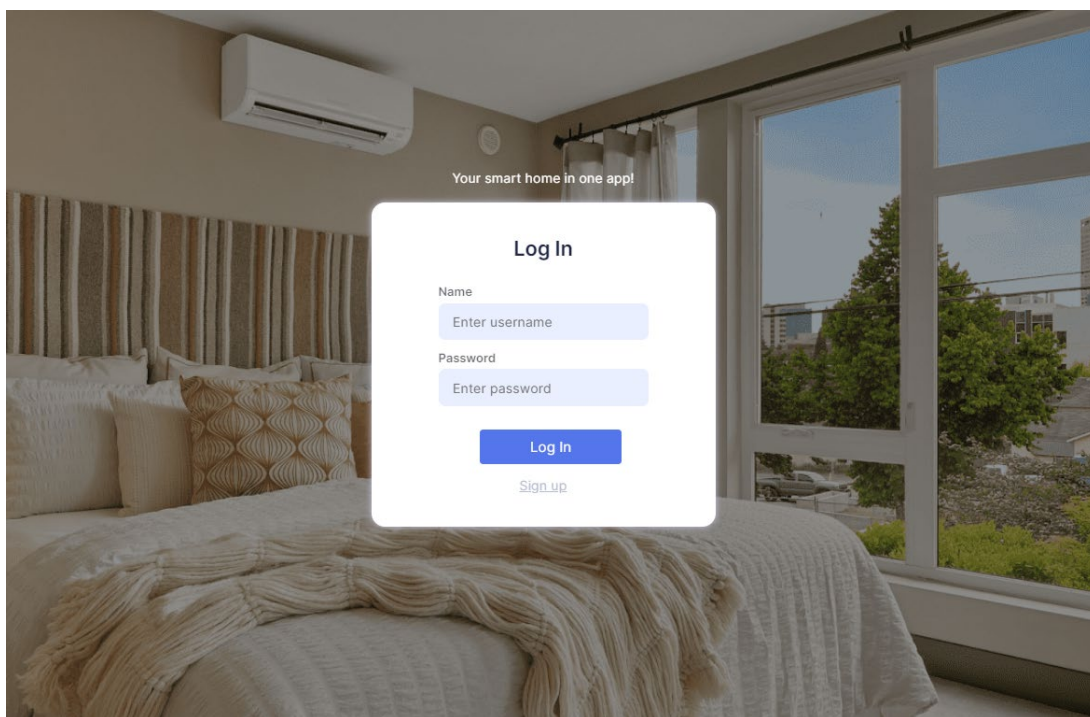 Your smart home in one app!
Log In
Name
Enter username
Password
Enter password
Log In
Sign up